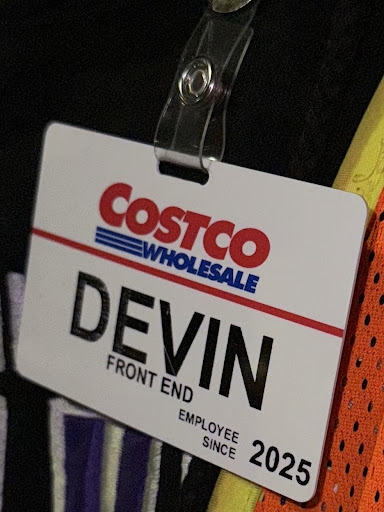 COSTCO
WHOLESALE
DEVIN
FRONT END
EMPLOYEE
SINCE 2025